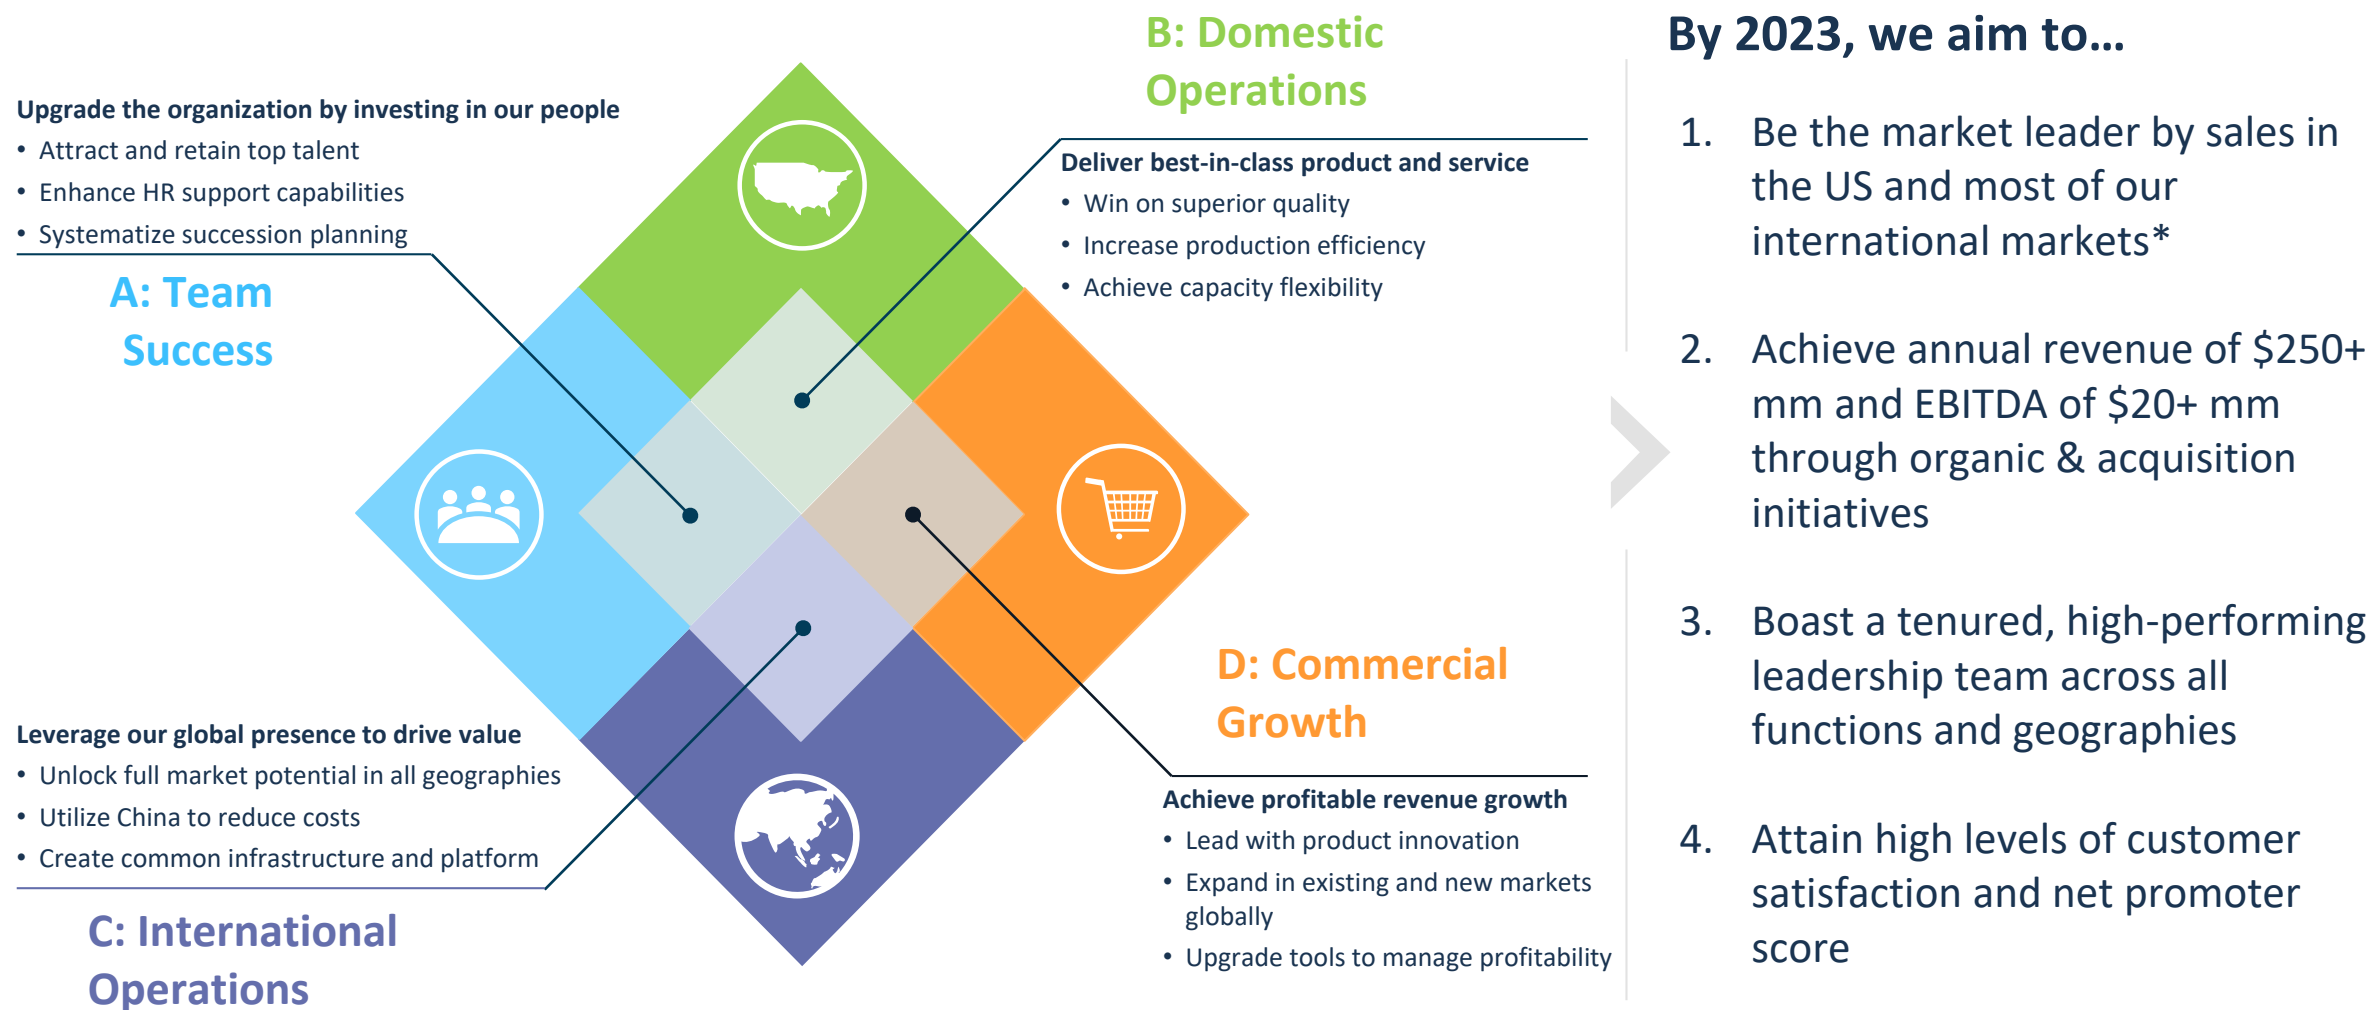 Upgrade the organization by investing in our people
• Attract and retain top talent
• Enhance HR support capabilities
• Systematize succession planning
A: Team
Success
B: Domestic
Operations
Deliver best-in-class product and service
• Win on superior quality
• Increase production efficiency
• Achieve capacity flexibility
Leverage our global presence to drive value
• Unlock full market potential in all geographies
• Utilize China to reduce costs
• Create common infrastructure and platform
C: International
Operations
D: Commercial
Growth
Achieve profitable revenue growth
• Lead with product innovation
• Expand in existing and new markets
globally
• Upgrade tools to manage profitability
By 2023, we aim to...
1. Be the market leader by sales in
the US and most of our
international markets*
2. Achieve annual revenue of $250+
mm and EBITDA of $20+ mm
through organic & acquisition
initiatives
3. Boast a tenured, high-performing
leadership team across all
functions and geographies
4. Attain high levels of customer
satisfaction and net promoter
score